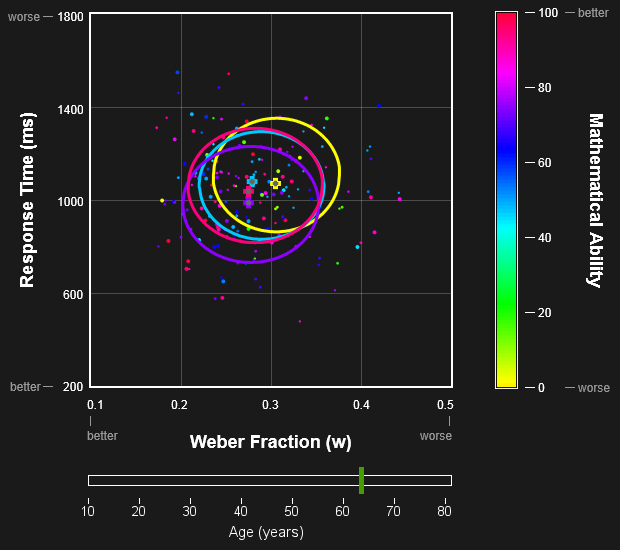 worse
1800
1400
1000
600
better
200
Response Time (ms)
0.1
0.2
0.3
0.4
0.5
better
worse
Weber Fraction (w)
10
20
30
40
50
60
70
80
Age (years)
100
better
80
60
40
20
0
worse
Mathematical Ability